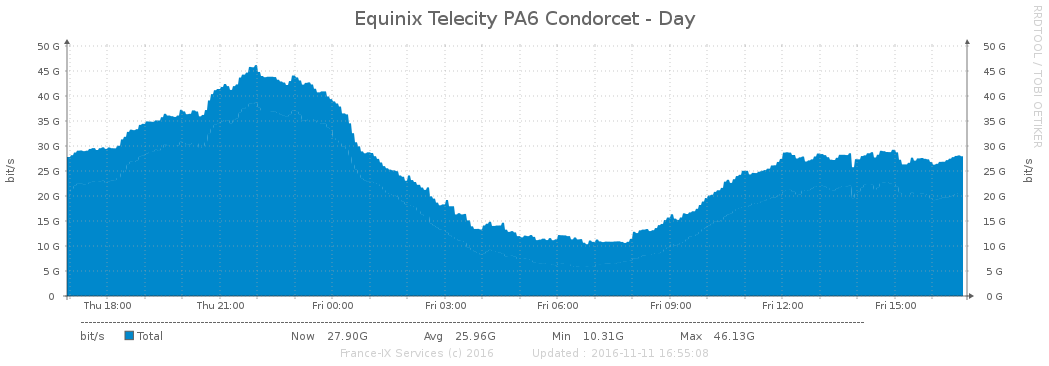 Equinix Telecity PA6 Condorcet - Day
RRDTOOL / TOBI OETIKER
50 G 50 G
45 G 45 G
40 G 40 G
35 G 35 G
30 G 30 G
25 G 25 G
20 G 20 G
15 G 15 G
10 G 10 G
5 G 5 G
0 0 G
bit/s bit/s
Thu 18:00 Thu 21:00 Fri 00:00 Fri 03:00 Fri 06:00 Fri 09:00 Fri 12:00 Fri 15:00
bit/s Total Now 27.90G Avg 25.96G Min 10.31G Max 46.13G
France-IX Services (c) 2016 Updated : 2016-11-11 16:55:08